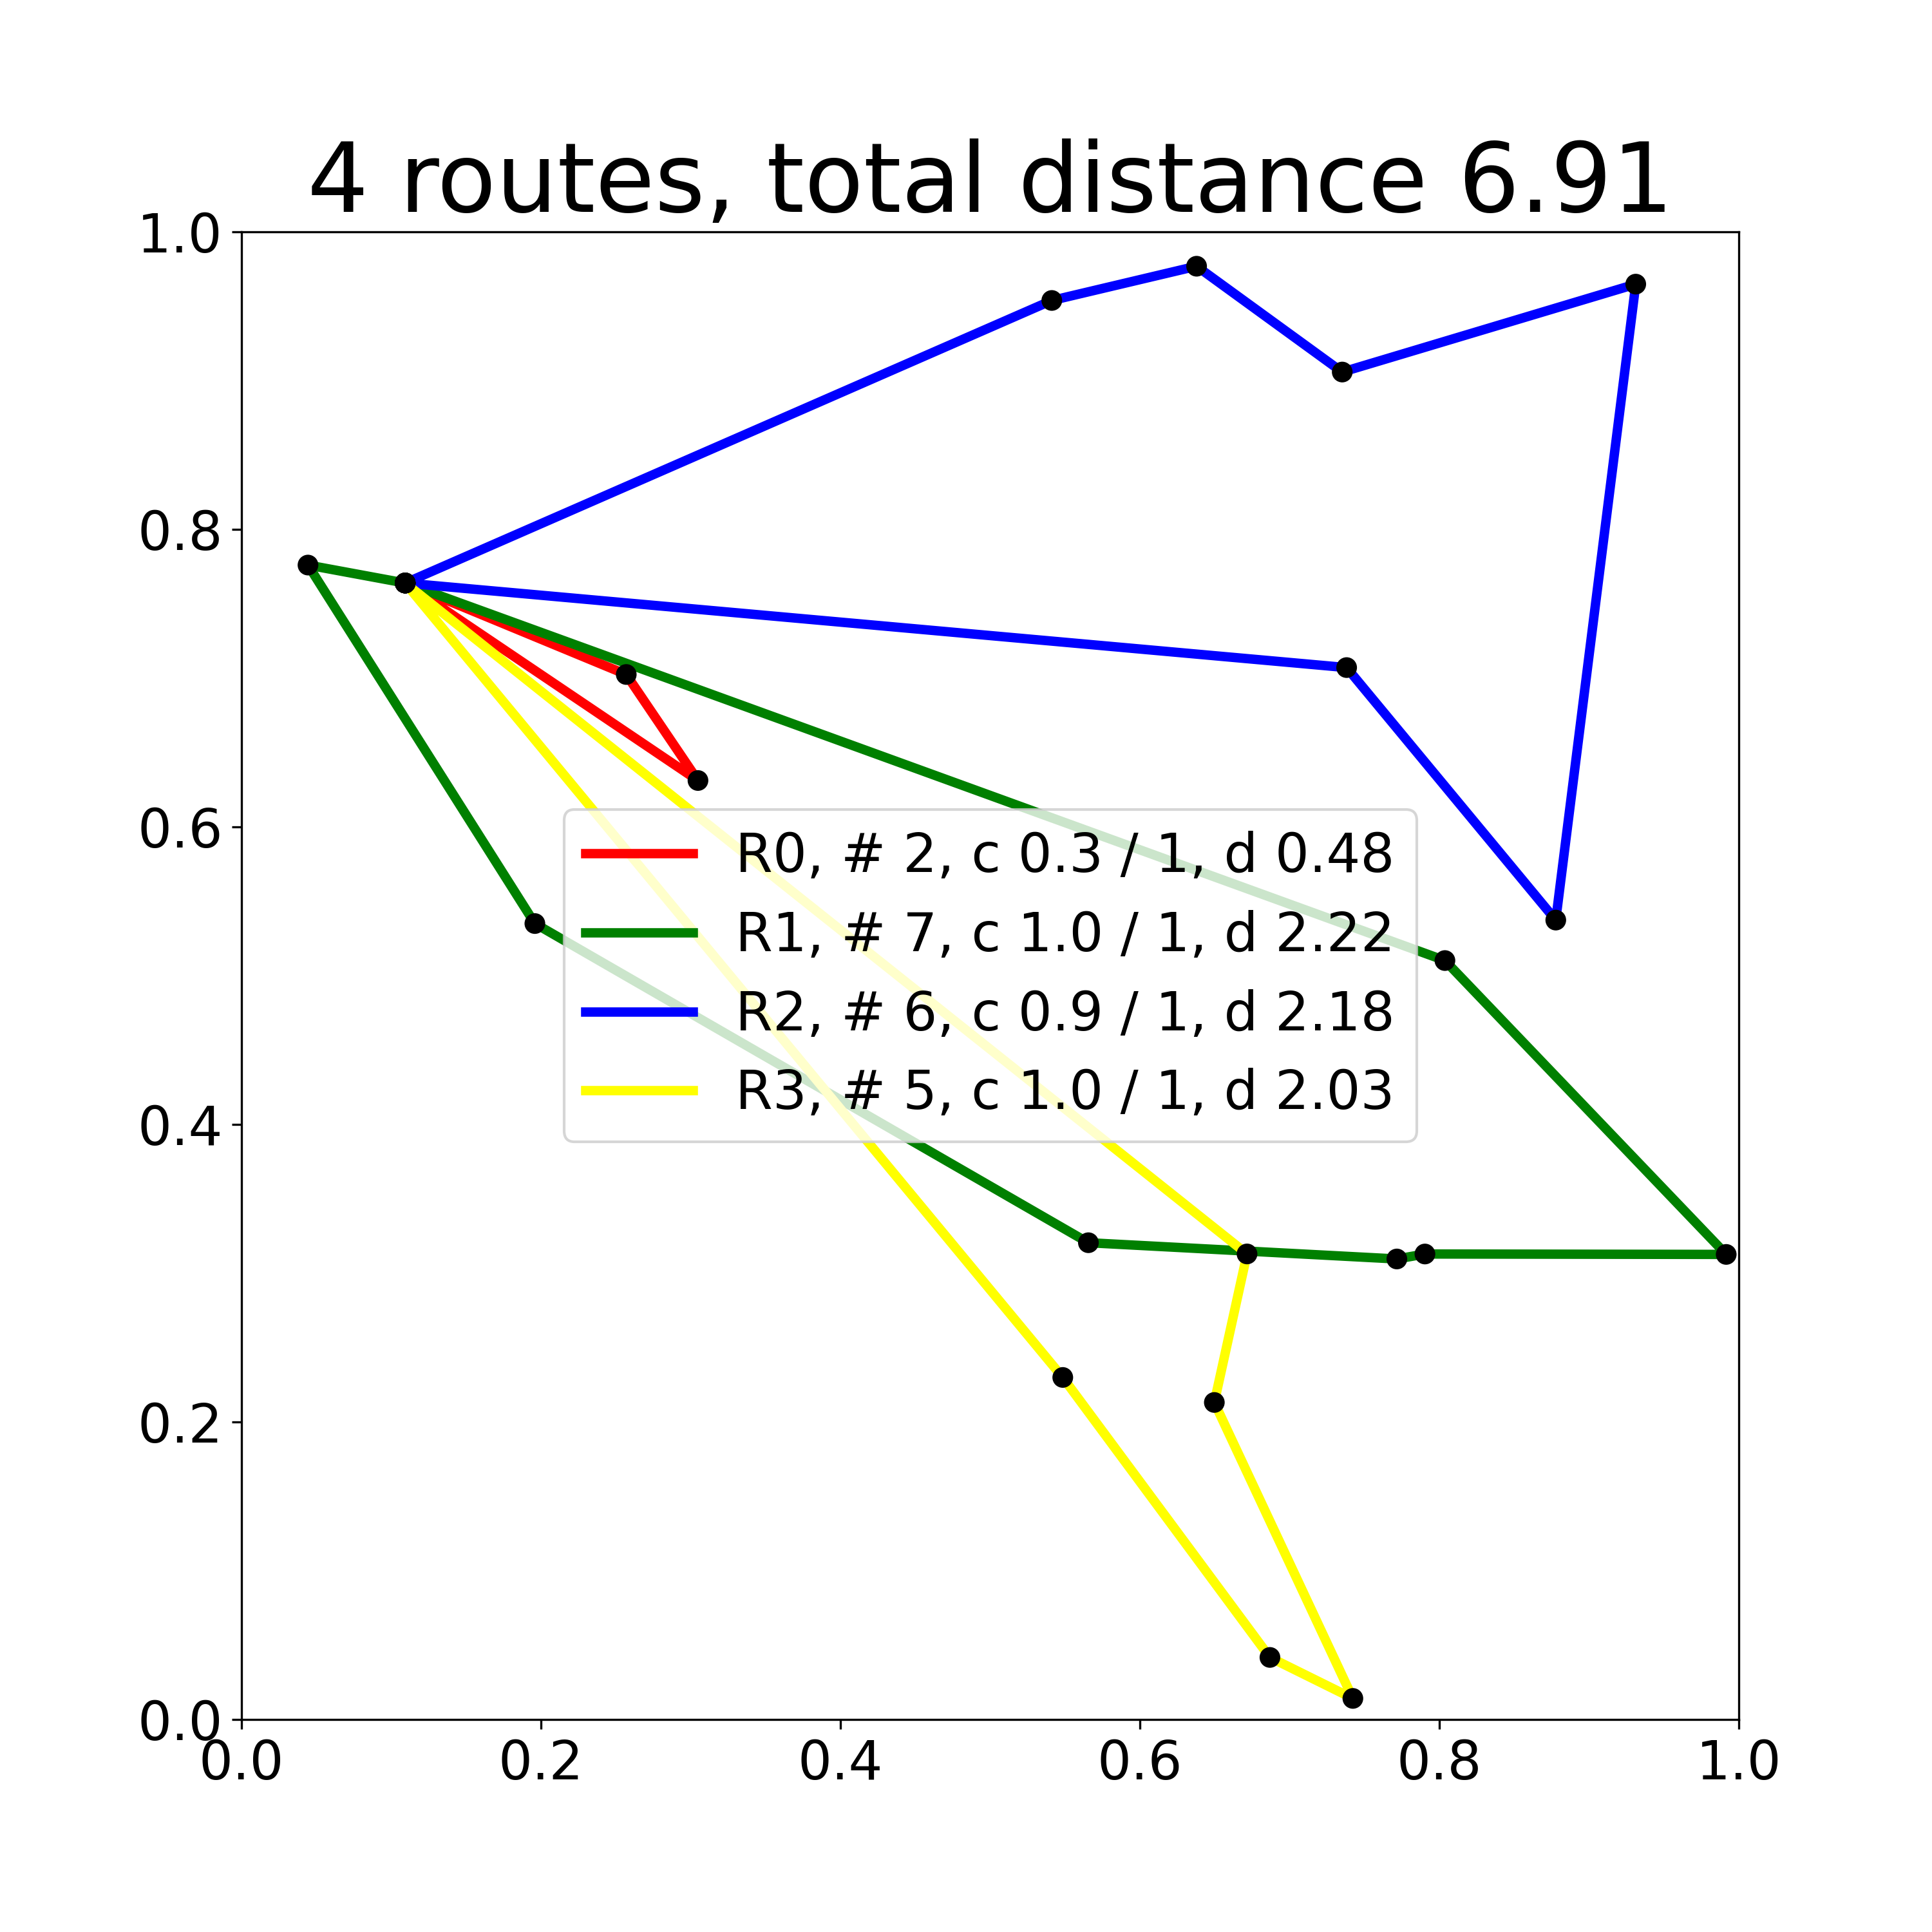 4 routes, total distance 6.91
1.0
0.8
0.6
0.4
0.2
0.0
R0, # 2, c 0.3 / 1, d 0.48
R1, # 7, c 1.0 / 1, d 2.22
R2, # 6, c 0.9 / 1, d 2.18
R3, # 5, c 1.0 / 1, d 2.03
0.0 0.2 0.4 0.6 0.8 1.0